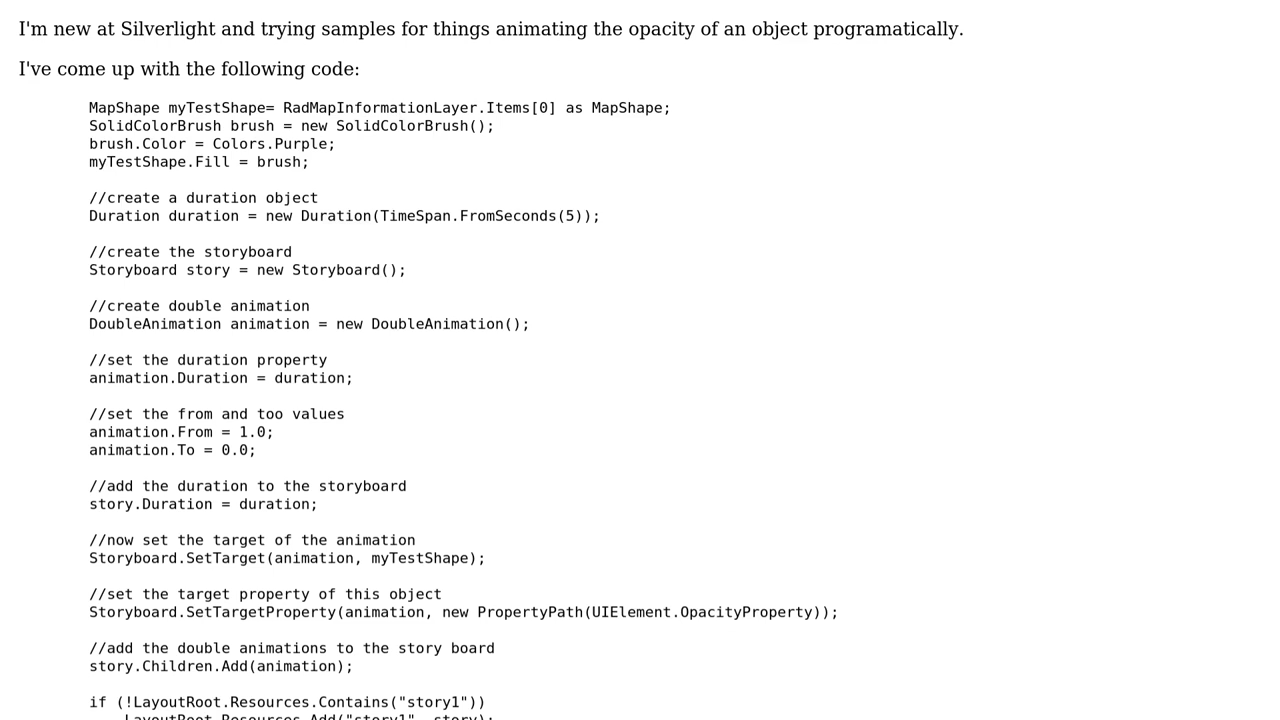 I'm new at Silverlight and trying samples for things animating the opacity of an object programatically.
I've come up with the following code:
MapShape myTestShape= RadMapInformationLayer.Items[0] as MapShape;
SolidColorBrush brush = new SolidColorBrush();
brush.Color = Colors.Purple;
myTestShape.Fill = brush;
//create a duration object
Duration duration = new Duration(TimeSpan.FromSeconds(5));
//create the storyboard
Storyboard story = new Storyboard();
//create double animation
DoubleAnimation animation = new DoubleAnimation();
//set the duration property
animation.Duration = duration;
//set the from and too values
animation.From = 1.0;
animation.To = 0.0;
//add the duration to the storyboard
story.Duration = duration;
//now set the target of the animation
Storyboard.SetTarget(animation, myTestShape);
//set the target property of this object
Storyboard.SetTargetProperty(animation, new PropertyPath(UIElement.OpacityProperty));
//add the double animations to the story board
story.Children.Add(animation);
if (!LayoutRoot.Resources.Contains("story1"))
LayoutRoot.Resources.Add("story1", story);